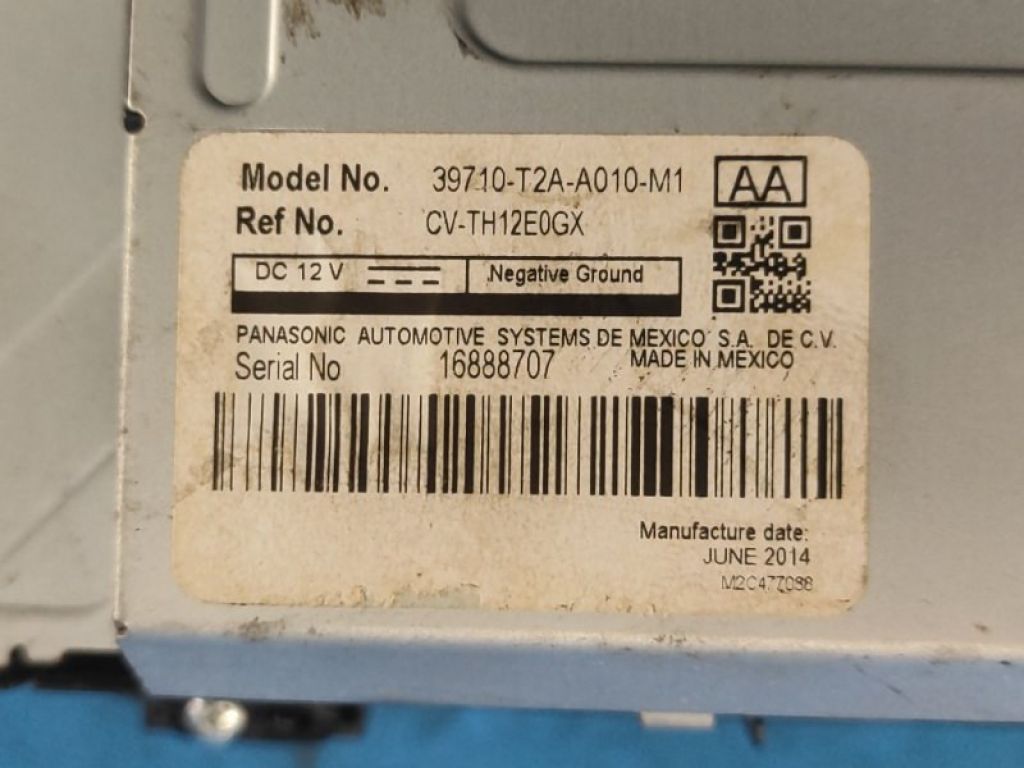 Model No. 39710-T2A-A010-M1 AA
Ref No. CV-TH12E0GX
DC 12 V Negative Ground
PANASONIC AUTOMOTIVE SYSTEMS DE MEXICO S.A. DE C.V.
Serial No 16888707 MADE IN MEXICO
Manufacture date:
JUNE 2014